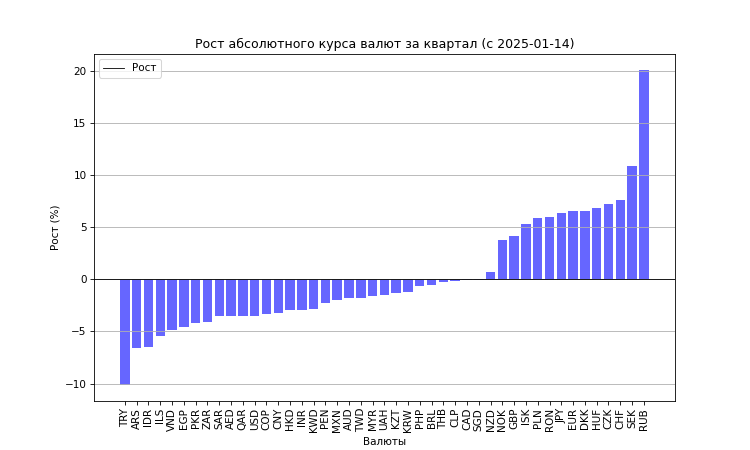 Рост абсолютного курса валют за квартал (с 2025-01-14)
Рост
20
15
10
5
0
−5
−10
Рост (%)
TRY
ARS
IDR
ILS
VND
EGP
PKR
ZAR
SAR
AED
QAR
USD
COP
CNY
HKD
INR
KWD
PEN
MXN
AUD
TWD
MYR
UAH
KZT
KRW
PHP
BRL
THB
CLP
CAD
SGD
NZD
NOK
GBP
ISK
PLN
RON
JPY
EUR
DKK
HUF
CZK
CHF
SEK
RUB
Валюты